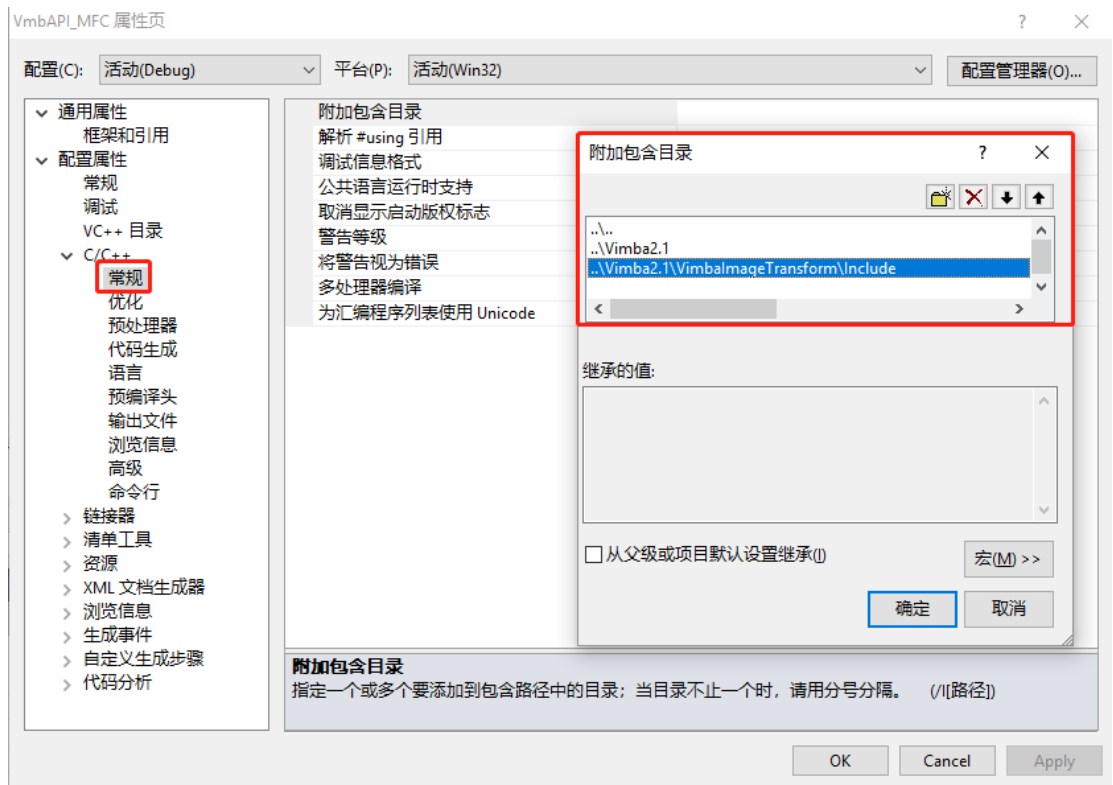 VmbAPI_MFC 属性页
配置(C): 活动(Debug) 平台(P): 活动(Win32) 配置管理器(O)...
通用属性
框架和引用
配置属性
常规
调试
VC++ 目录
C/C++
常规
优化
预处理器
代码生成
语言
预编译头
输出文件
浏览信息
高级
命令行
链接器
清单工具
资源
XML 文档生成器
浏览信息
生成事件
自定义生成步骤
代码分析
附加包含目录
解析 #using 引用
调试信息格式
公共语言运行时支持
取消显示启动版权标志
警告等级
将警告视为错误
多处理器编译
为汇编程序列表使用 Unicode
附加包含目录
..\..
..\Vimba2.1
..\Vimba2.1\VimbaImageTransform\Include
继承的值:
从父级或项目默认设置继承(I)
宏(M) >>
确定 取消
附加包含目录
指定一个或多个要添加到包含路径中的目录；当目录不止一个时，请用分号分隔。 (/I[路径])
OK Cancel Apply